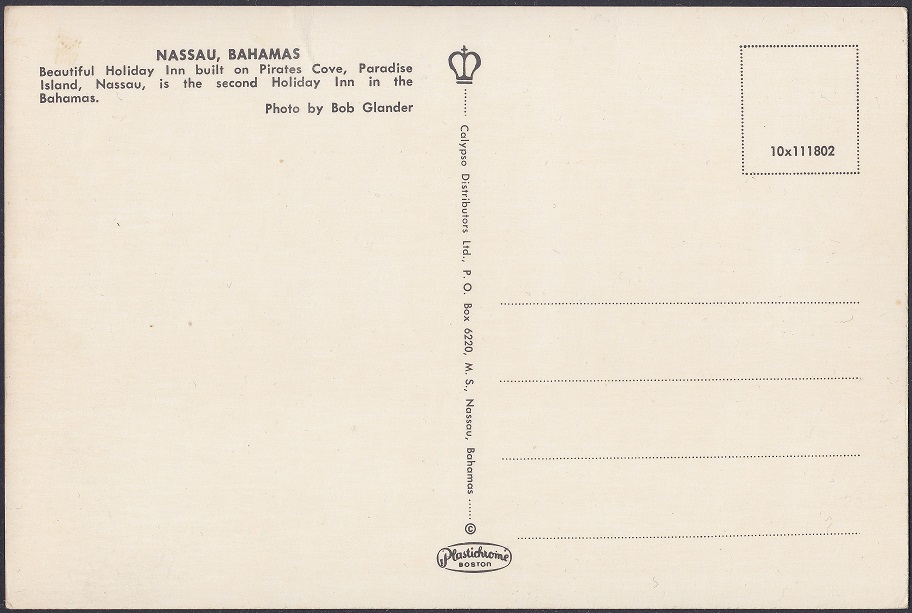 NASSAU, BAHAMAS
Beautiful Holiday Inn built on Pirates Cove, Paradise
Island, Nassau, is the second Holiday Inn in the
Bahamas.
Photo by Bob Glander
Calypso Distributors Ltd., P. O. Box 6220, M. S., Nassau, Bahamas ......©
Plastichrome
BOSTON
10x111802